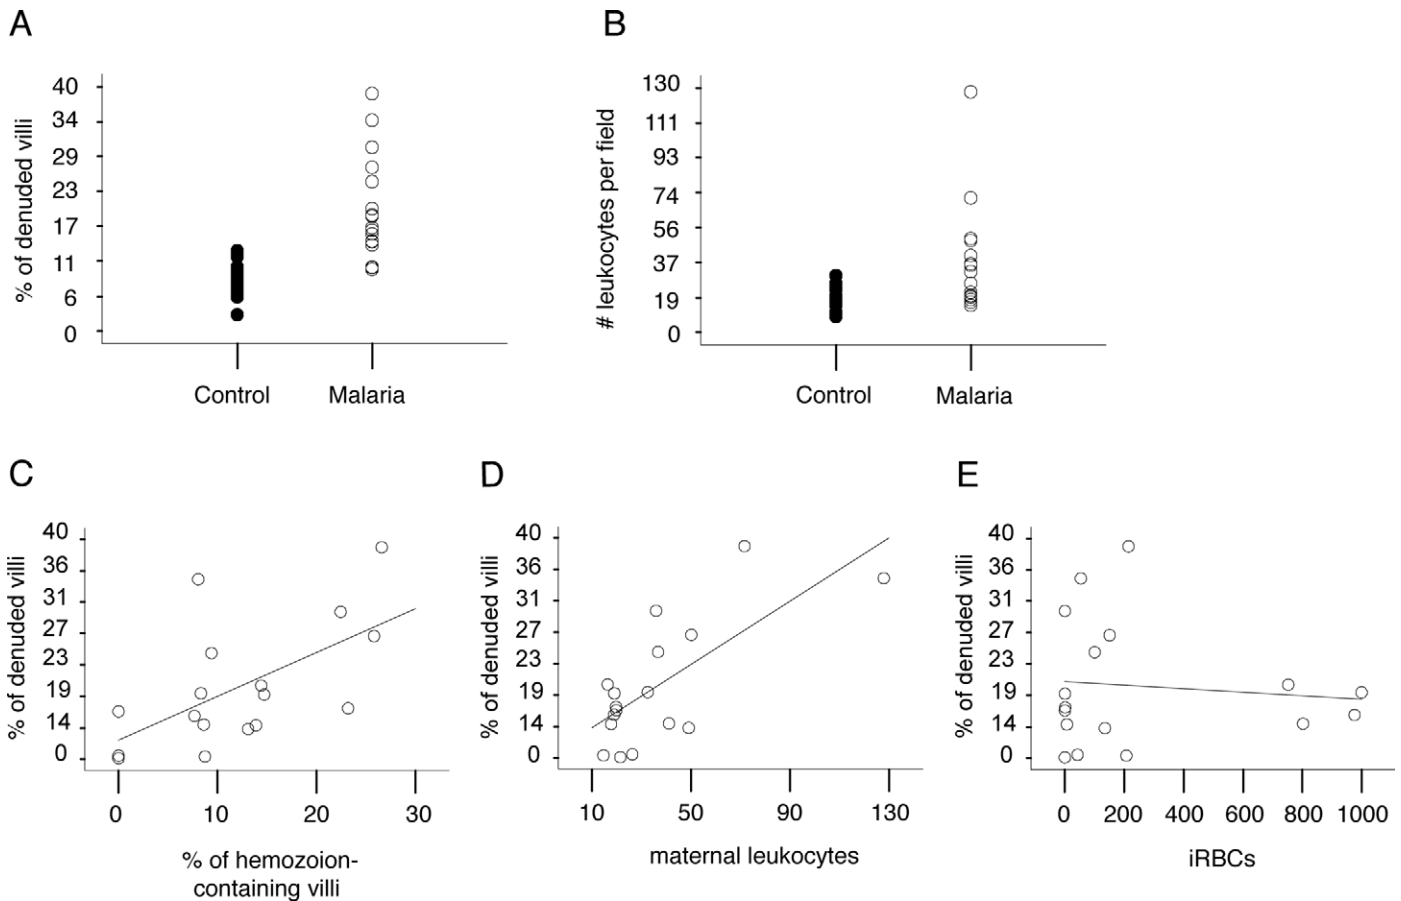 A
% of denuded villi
40
34
29
23
17
11
6
0
Control Malaria
B
# leukocytes per field
130
111
93
74
56
37
19
0
Control Malaria
C
% of denuded villi
40
36
31
27
23
19
14
0
0 10 20 30
% of hemozoion-
containing villi
D
% of denuded villi
40
36
31
27
23
19
14
0
10 50 90 130
maternal leukocytes
E
% of denuded villi
40
36
31
27
23
19
14
0
0 200 400 600 800 1000
iRBCs